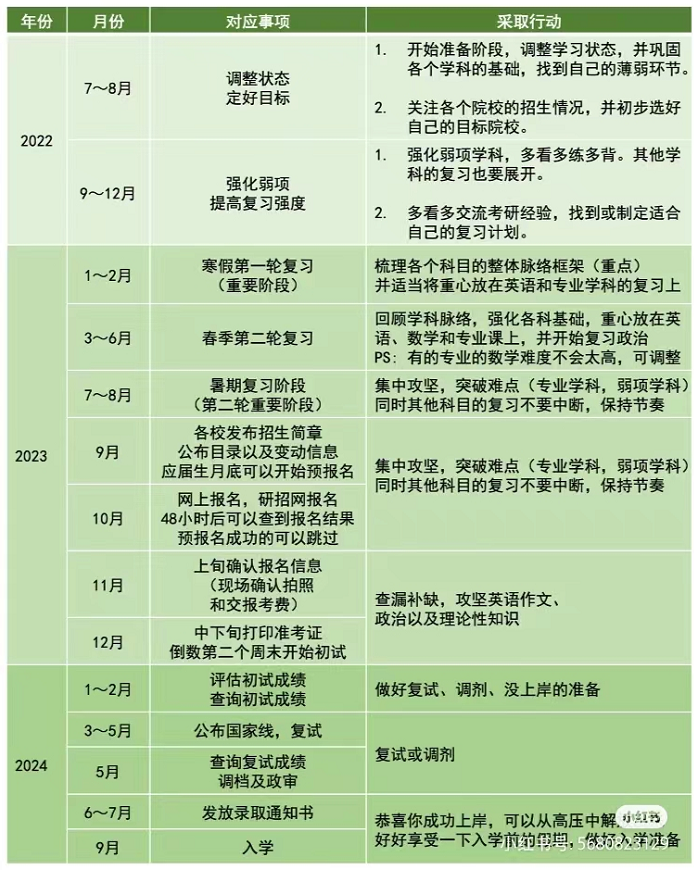 年份 月份 对应事项 采取行动
2022
7～8月
调整状态
定好目标
1. 开始准备阶段，调整学习状态，并巩固
各个学科的基础，找到自己的薄弱环节。
2. 关注各个院校的招生情况，并初步选好
自己的目标院校。
9～12月
强化弱项
提高复习强度
1. 强化弱项学科，多看多练多背。其他学
科的复习也要展开。
2. 多看多交流考研经验，找到或制定适合
自己的复习计划。
2023
1～2月
寒假第一轮复习
（重要阶段）
梳理各个科目的整体脉络框架（重点）
并适当将重心放在英语和专业学科的复习上
3～6月
春季第二轮复习
回顾学科脉络，强化各科基础，重心放在英
语、数学和专业课上，并开始复习政治
PS：有的专业的数学难度不会太高，可调整
7～8月
暑期复习阶段
（第二轮重要阶段）
集中攻坚，突破难点（专业学科，弱项学科）
同时其他科目的复习不要中断，保持节奏
9月
各校发布招生简章
公布目录以及变动信息
应届生月底可以开始预报名
集中攻坚，突破难点（专业学科，弱项学科）
同时其他科目的复习不要中断，保持节奏
10月
网上报名，研招网报名
48小时后可以查到报名结果
预报名成功的可以跳过
11月
上旬确认报名信息
（现场确认拍照
和交报考费）
查漏补缺，攻坚英语作文、
政治以及理论性知识
12月
中下旬打印准考证
倒数第二个周末开始初试
2024
1～2月
评估初试成绩
查询初试成绩
做好复试、调剂、没上岸的准备
3～5月
公布国家线，复试
复试或调剂
5月
查询复试成绩
调档及政审
6～7月
发放录取通知书
恭喜你成功上岸，可以从高压中解
好好享受一下入学前的周期，做好入学准备
9月
入学
小红书
小红书号：5680823129